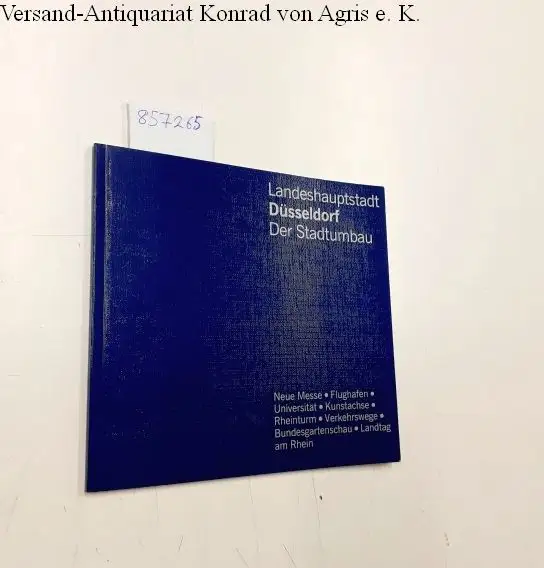 Versand-Antiquariat Konrad von Agris e. K.
857265
Landeshauptstadt
Düsseldorf
Der Stadtumbau
Neue Messe • Flughafen •
Universität • Kunstachse •
Rheinturm • Verkehrswege •
Bundesgartenschau • Landtag
am Rhein